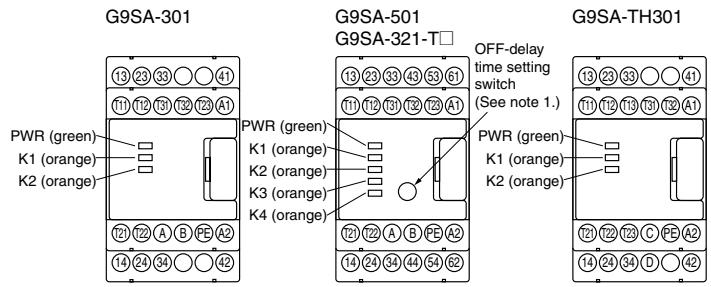 G9SA-301
13 23 33 41
T11 T12 T31 T32 T23 A1
PWR (green)
K1 (orange)
K2 (orange)
T21 T22 A B PE A2
14 24 34 42
G9SA-501
G9SA-321-T□
OFF-delay
time setting
switch
(See note 1.)
13 23 33 43 53 61
T11 T12 T31 T32 T23 A1
PWR (green)
K1 (orange)
K2 (orange)
K3 (orange)
K4 (orange)
T21 T22 A B PE A2
14 24 34 44 54 62
G9SA-TH301
13 23 33 41
T11 T12 T13 T31 T32 A1
PWR (green)
K1 (orange)
K2 (orange)
T21 T22 T23 C PE A2
14 24 34 D 42